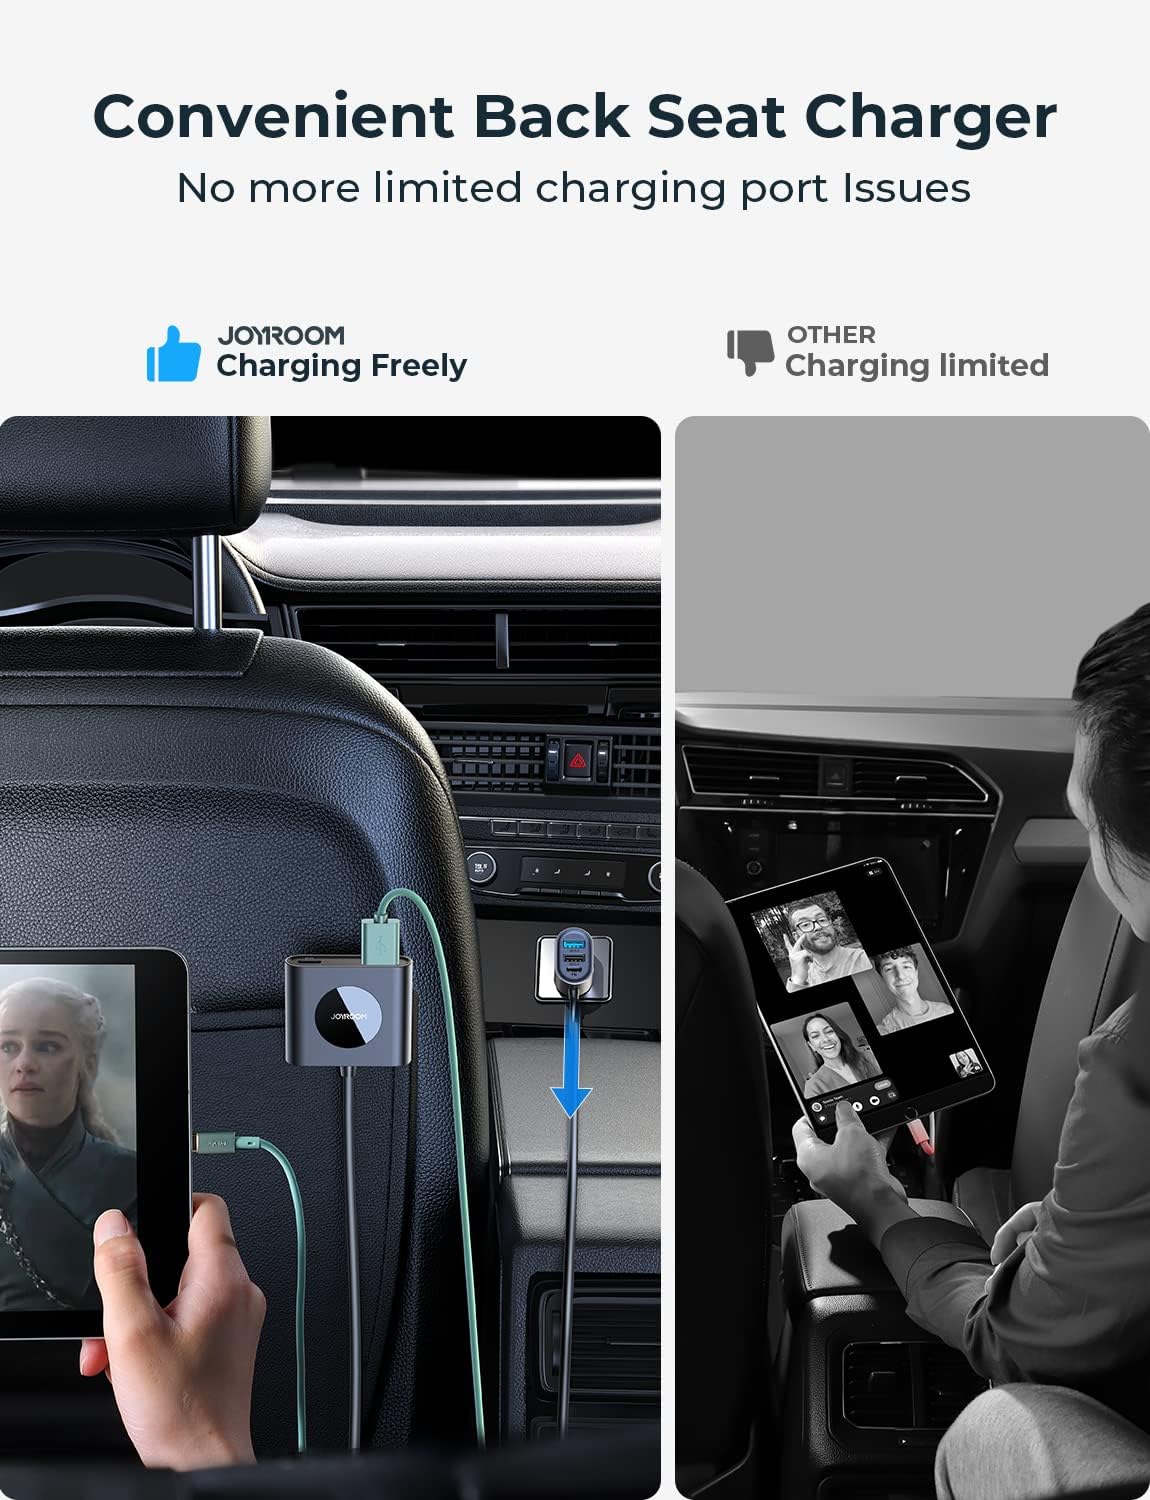 Convenient Back Seat Charger
No more limited charging port Issues
JOYROOM
Charging Freely
OTHER
Charging limited
JOYROOM